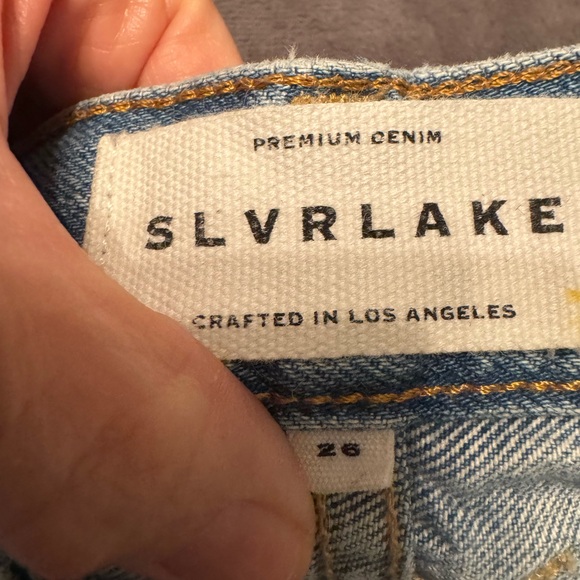 PREMIUM DENIM
SLVRLAKE
CRAFTED IN LOS ANGELES
26